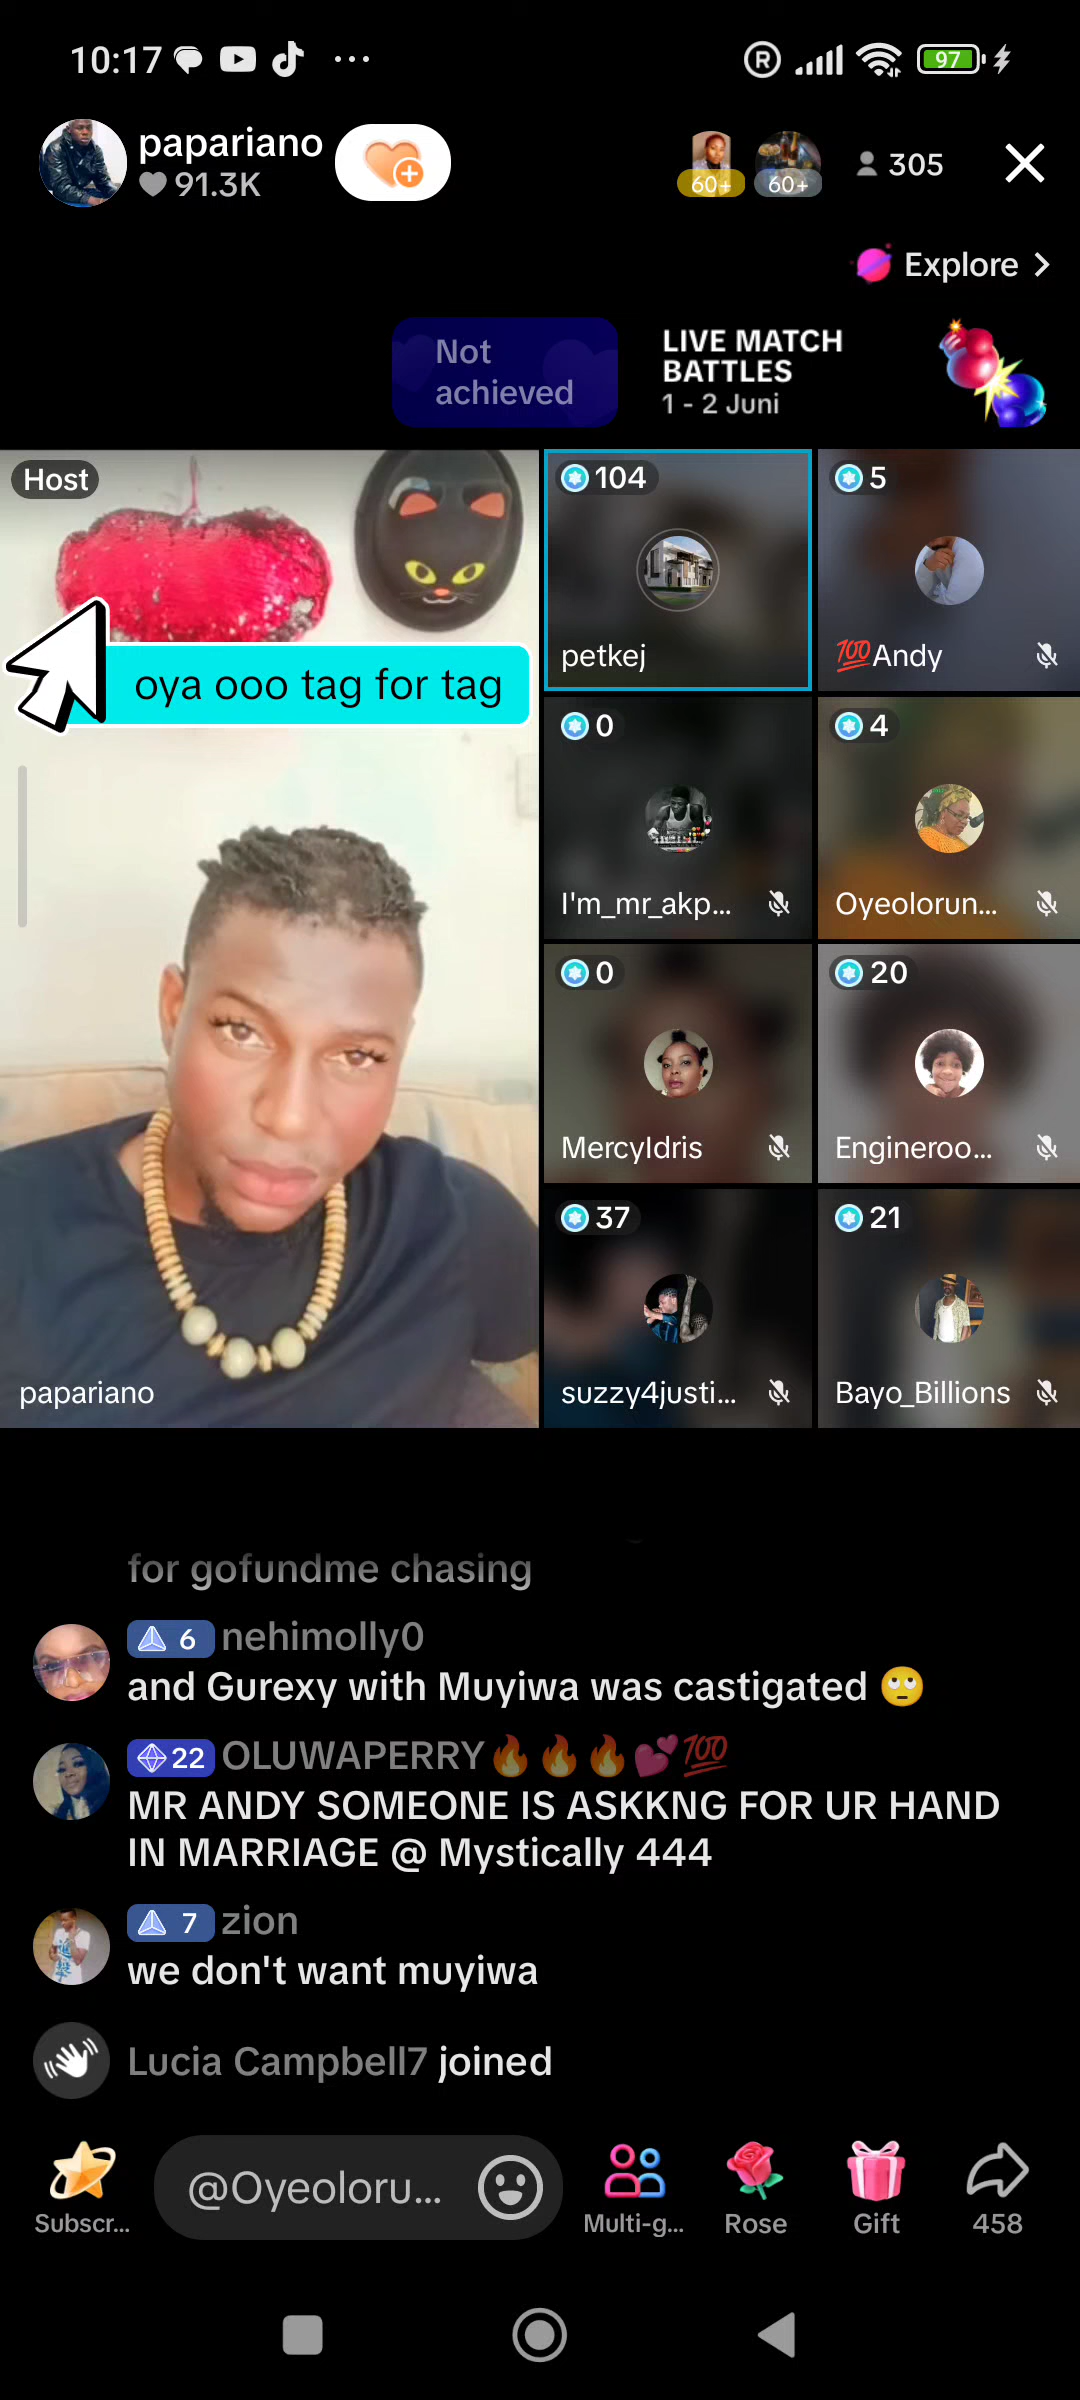 10:17
97
papariano
91.3K
60+
60+
305
Explore
Not
achieved
LIVE MATCH
BATTLES
1 - 2 Juni
Host
oya ooo tag for tag
papariano
104
petkej
5
💯Andy
0
I'm_mr_akp...
4
Oyeolorun...
0
MercyIdris
20
Engineroo...
37
suzzy4justi...
21
Bayo_Billions
for gofundme chasing
6 nehimolly0
and Gurexy with Muyiwa was castigated 🙄
22 OLUWAPERRY🔥🔥🔥💕💯
MR ANDY SOMEONE IS ASKKNG FOR UR HAND
IN MARRIAGE @ Mystically 444
7 zion
we don't want muyiwa
Lucia Campbell7 joined
Subscr...
@Oyeoloru...
Multi-g...
Rose
Gift
458